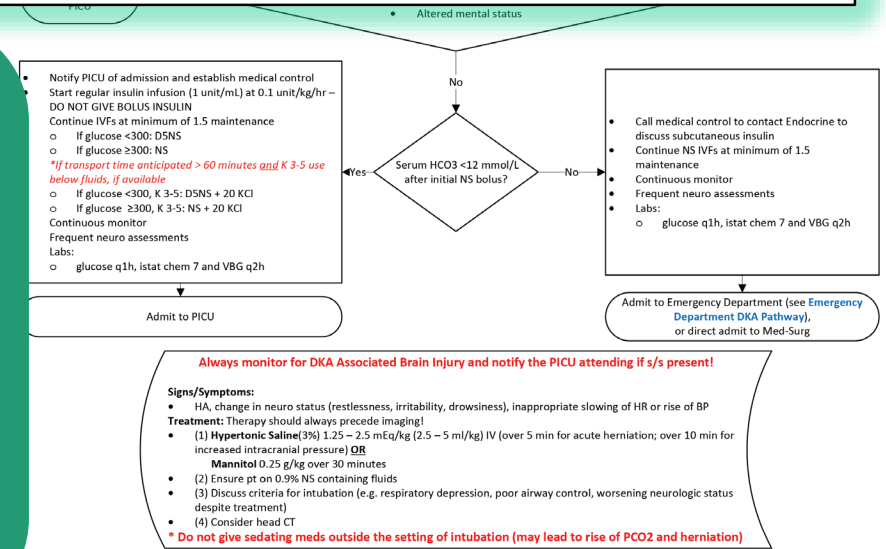 PICU
• Altered mental status
No
• Notify PICU of admission and establish medical control
• Start regular insulin infusion (1 unit/mL) at 0.1 unit/kg/hr –
DO NOT GIVE BOLUS INSULIN
Continue IVFs at minimum of 1.5 maintenance
o If glucose <300: D5NS
o If glucose ≥300: NS
*If transport time anticipated > 60 minutes and K 3-5 use
below fluids, if available
o If glucose <300, K 3-5: D5NS + 20 KCl
o If glucose ≥300, K 3-5: NS + 20 KCl
Continuous monitor
Frequent neuro assessments
Labs:
o glucose q1h, istat chem 7 and VBG q2h
Yes
Serum HCO3 <12 mmol/L
after initial NS bolus?
No
• Call medical control to contact Endocrine to
discuss subcutaneous insulin
• Continue NS IVFs at minimum of 1.5
maintenance
• Continuous monitor
• Frequent neuro assessments
• Labs:
o glucose q1h, istat chem 7 and VBG q2h
Admit to PICU
Admit to Emergency Department (see Emergency
Department DKA Pathway),
or direct admit to Med-Surg
Always monitor for DKA Associated Brain Injury and notify the PICU attending if s/s present!
Signs/Symptoms:
• HA, change in neuro status (restlessness, irritability, drowsiness), inappropriate slowing of HR or rise of BP
Treatment: Therapy should always precede imaging!
• (1) Hypertonic Saline(3%) 1.25 – 2.5 mEq/kg (2.5 – 5 ml/kg) IV (over 5 min for acute herniation; over 10 min for
increased intracranial pressure) OR
Mannitol 0.25 g/kg over 30 minutes
• (2) Ensure pt on 0.9% NS containing fluids
• (3) Discuss criteria for intubation (e.g. respiratory depression, poor airway control, worsening neurologic status
despite treatment)
• (4) Consider head CT
* Do not give sedating meds outside the setting of intubation (may lead to rise of PCO2 and herniation)